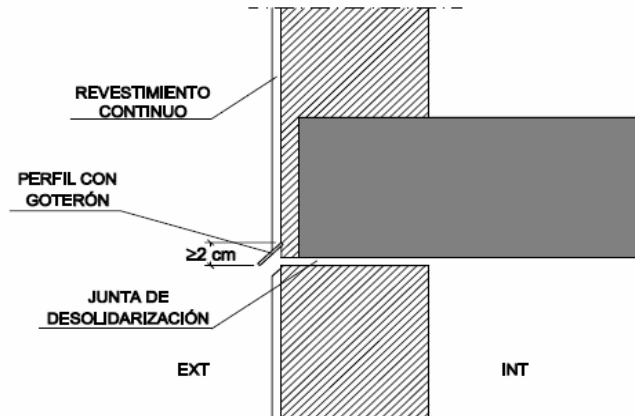 REVESTIMIENTO
CONTINUO
PERFIL CON
GOTERÓN
≥2 cm
JUNTA DE
DESOLIDARIZACIÓN
EXT
INT